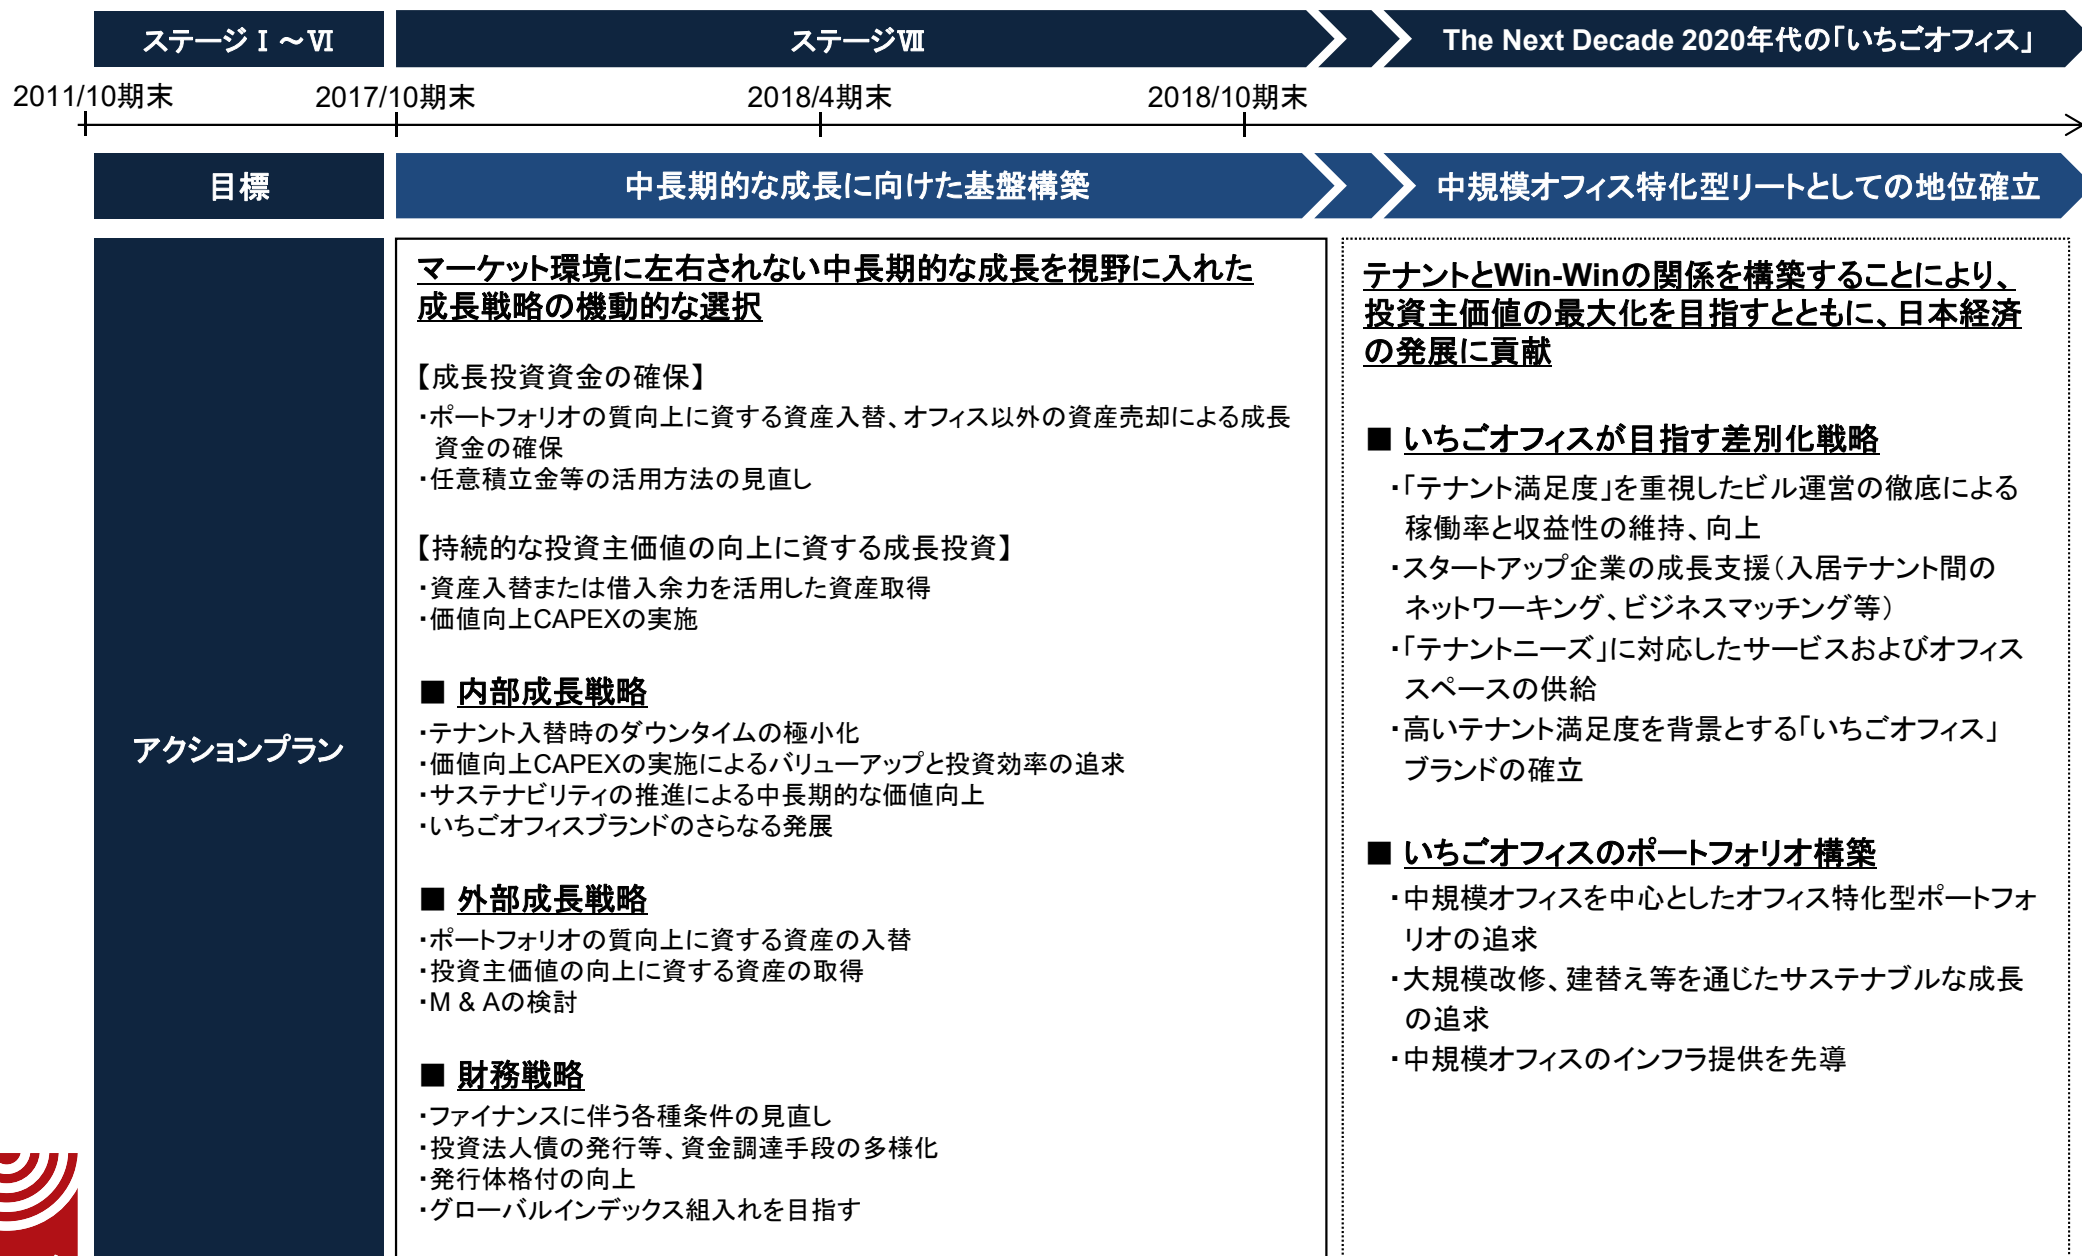 ステージⅠ～Ⅵ
ステージⅦ
The Next Decade 2020年代の「いちごオフィス」
2011/10期末
2017/10期末
2018/4期末
2018/10期末
目標
中長期的な成長に向けた基盤構築
中規模オフィス特化型リートとしての地位確立
アクションプラン
マーケット環境に左右されない中長期的な成長を視野に入れた
成長戦略の機動的な選択
【成長投資資金の確保】
・ポートフォリオの質向上に資する資産入替、オフィス以外の資産売却による成長
資金の確保
・任意積立金等の活用方法の見直し
【持続的な投資主価値の向上に資する成長投資】
・資産入替または借入余力を活用した資産取得
・価値向上CAPEXの実施
■ 内部成長戦略
・テナント入替時のダウンタイムの極小化
・価値向上CAPEXの実施によるバリューアップと投資効率の追求
・サステナビリティの推進による中長期的な価値向上
・いちごオフィスブランドのさらなる発展
■ 外部成長戦略
・ポートフォリオの質向上に資する資産の入替
・投資主価値の向上に資する資産の取得
・M & Aの検討
■ 財務戦略
・ファイナンスに伴う各種条件の見直し
・投資法人債の発行等、資金調達手段の多様化
・発行体格付の向上
・グローバルインデックス組入れを目指す
テナントとWin-Winの関係を構築することにより、
投資主価値の最大化を目指すとともに、日本経済
の発展に貢献
■ いちごオフィスが目指す差別化戦略
・「テナント満足度」を重視したビル運営の徹底による
稼働率と収益性の維持、向上
・スタートアップ企業の成長支援（入居テナント間の
ネットワーキング、ビジネスマッチング等）
・「テナントニーズ」に対応したサービスおよびオフィス
スペースの供給
・高いテナント満足度を背景とする「いちごオフィス」
ブランドの確立
■ いちごオフィスのポートフォリオ構築
・中規模オフィスを中心としたオフィス特化型ポートフォ
リオの追求
・大規模改修、建替え等を通じたサステナブルな成長
の追求
・中規模オフィスのインフラ提供を先導